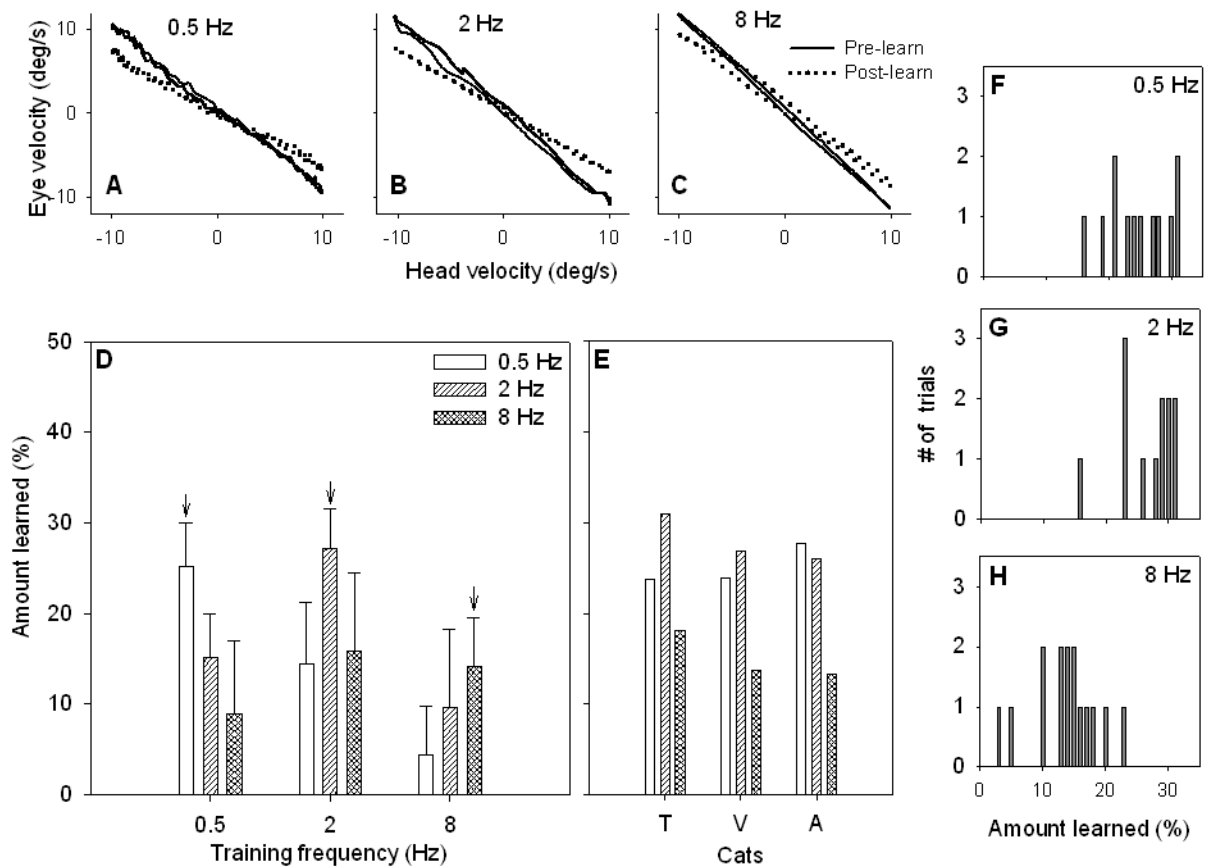 0.5 Hz
10
0
-10
A
-10
0
10
Eye velocity (deg/s)
2 Hz
B
-10
0
10
Head velocity (deg/s)
8 Hz
Pre-learn
Post-learn
C
-10
0
10
D
50
40
30
20
10
0
Amount learned (%)
0.5 Hz
2 Hz
8 Hz
0.5
2
8
Training frequency (Hz)
E
T
V
A
Cats
F
0.5 Hz
3
2
1
0
G
2 Hz
3
2
1
0
# of trials
H
8 Hz
3
2
1
0
0
10
20
30
Amount learned (%)